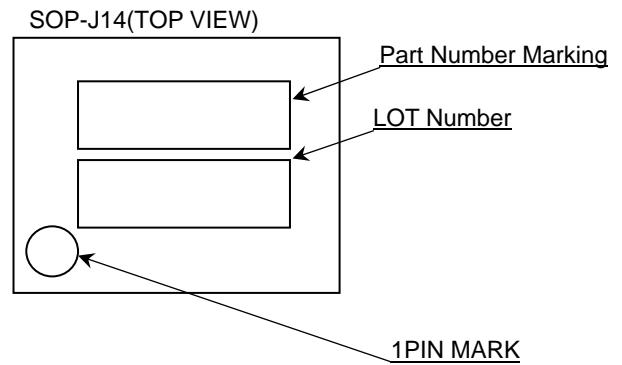 SOP-J14(TOP VIEW)
Part Number Marking
LOT Number
1PIN MARK